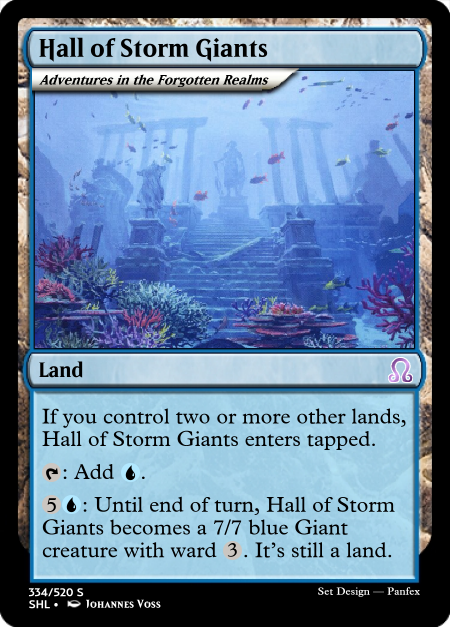 Hall of Storm Giants
Adventures in the Forgotten Realms
Land
If you control two or more other lands,
Hall of Storm Giants enters tapped.
: Add .
5 : Until end of turn, Hall of Storm
Giants becomes a 7/7 blue Giant
creature with ward 3. It's still a land.
334/520 S
Set Design — Panfex
SHL • Johannes Voss